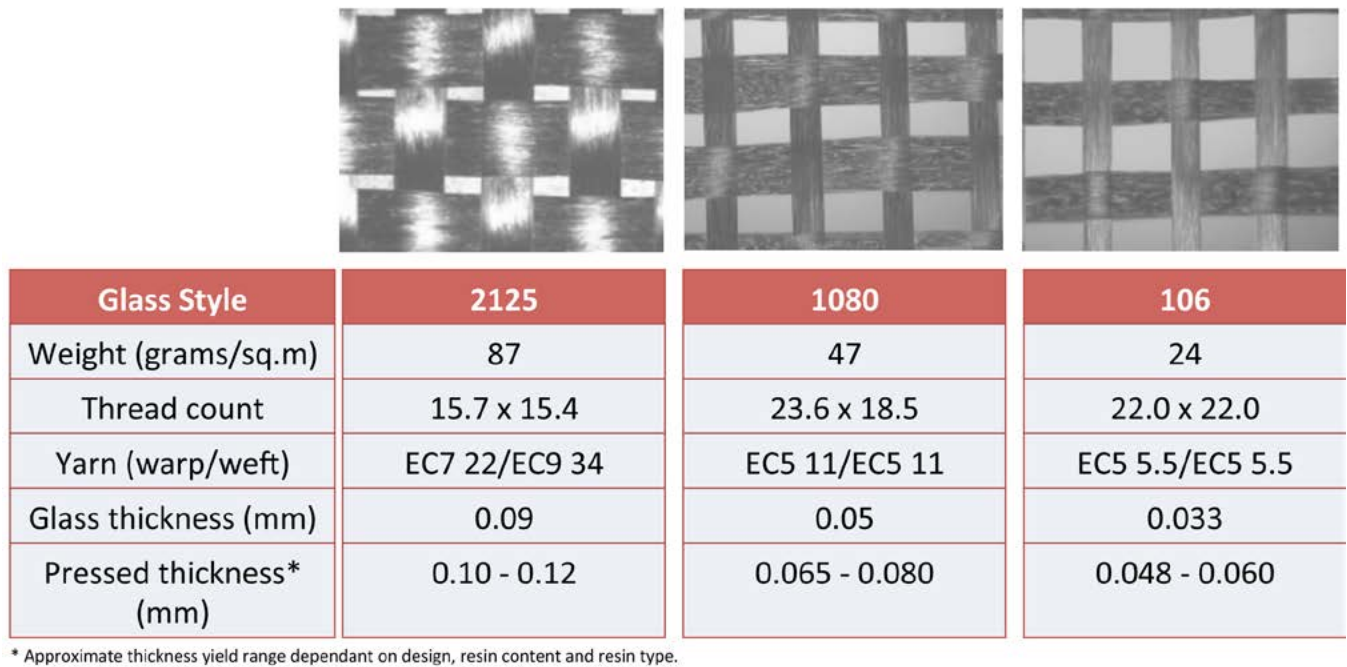 Glass Style 2125 1080 106
Weight (grams/sq.m) 87 47 24
Thread count 15.7 x 15.4 23.6 x 18.5 22.0 x 22.0
Yarn (warp/weft) EC7 22/EC9 34 EC5 11/EC5 11 EC5 5.5/EC5 5.5
Glass thickness (mm) 0.09 0.05 0.033
Pressed thickness* 0.10 - 0.12 0.065 - 0.080 0.048 - 0.060
(mm)
* Approximate thickness yield range dependant on design, resin content and resin type.